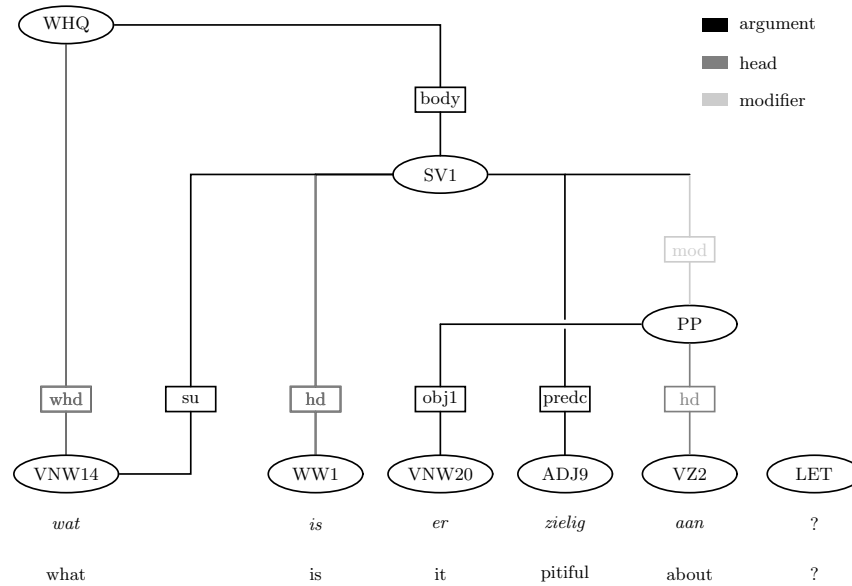 WHQ
argument
head
modifier
body
SV1
mod
PP
whd su hd obj1 predc hd
VNW14 WW1 VNW20 ADJ9 VZ2 LET
wat is er zielig aan ?
what is it pitiful about ?